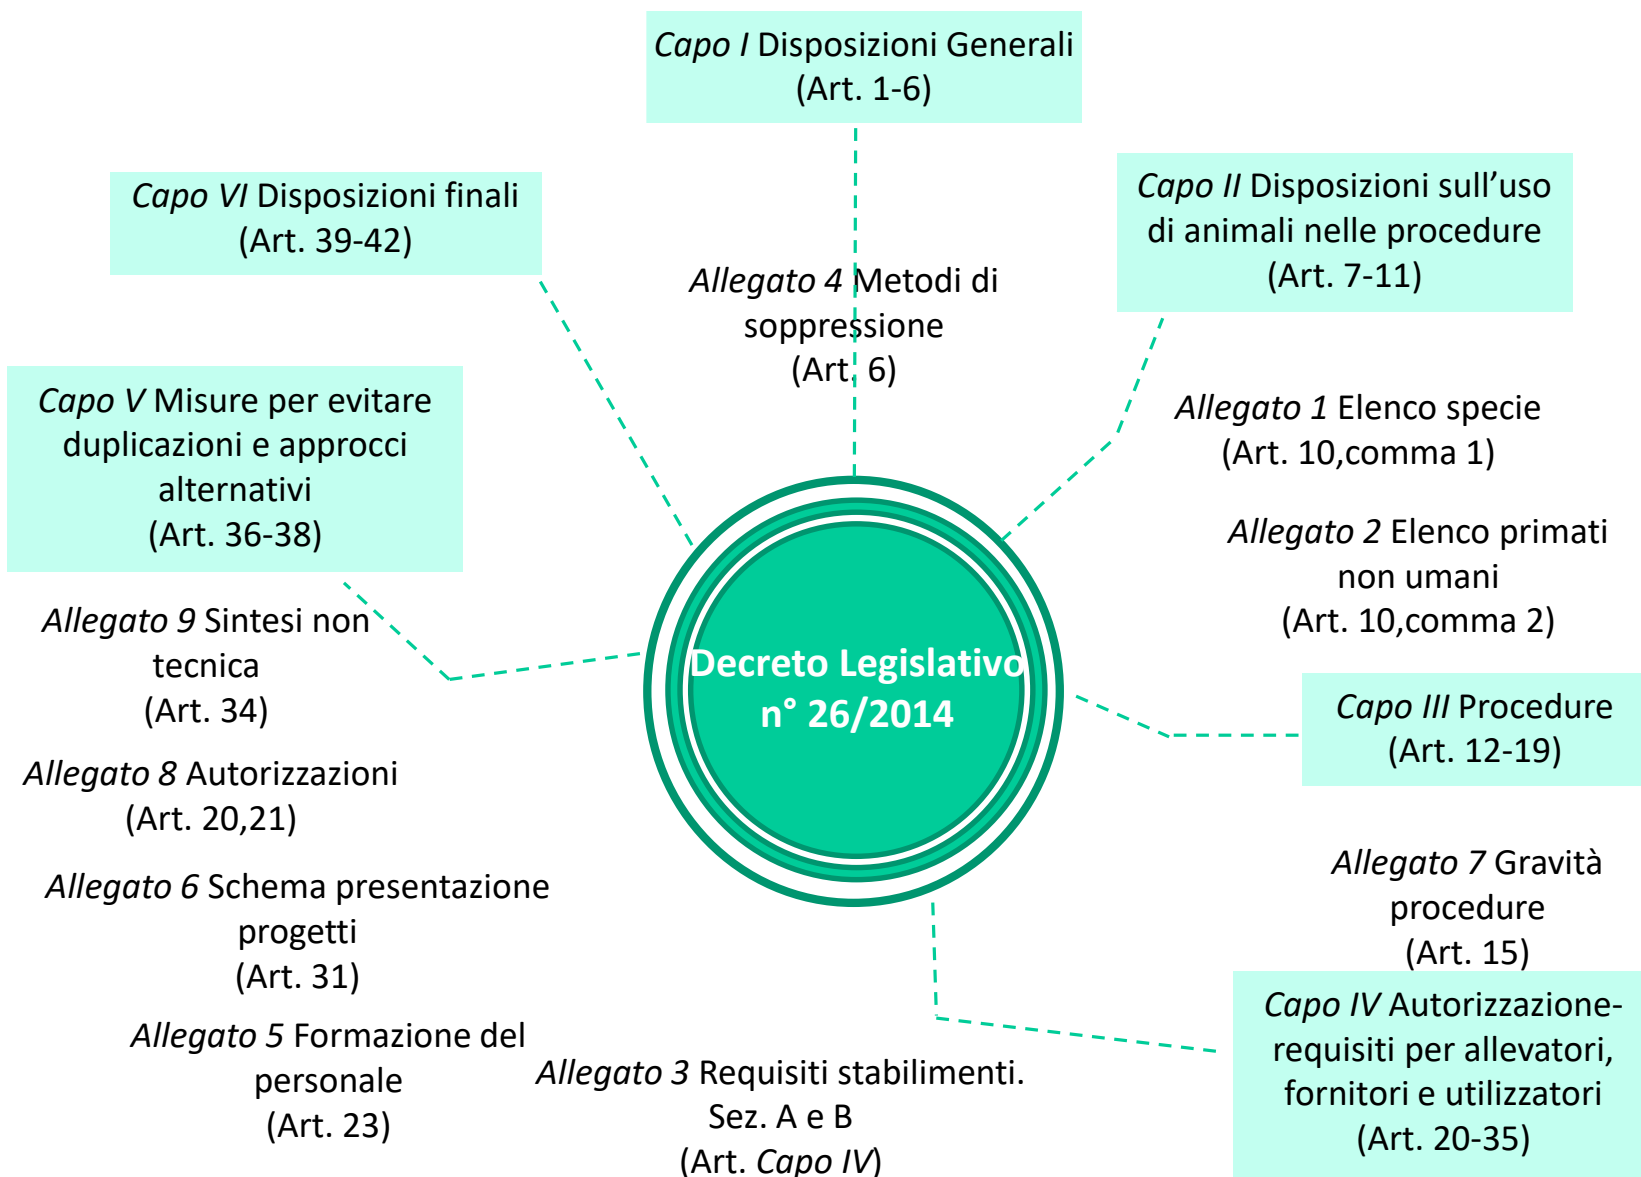 Capo I Disposizioni Generali
(Art. 1-6)
Capo VI Disposizioni finali
(Art. 39-42)
Capo II Disposizioni sull’uso
di animali nelle procedure
(Art. 7-11)
Allegato 4 Metodi di
soppressione
(Art. 6)
Capo V Misure per evitare
duplicazioni e approcci
alternativi
(Art. 36-38)
Allegato 1 Elenco specie
(Art. 10,comma 1)
Allegato 2 Elenco primati
non umani
(Art. 10,comma 2)
Allegato 9 Sintesi non
tecnica
(Art. 34)
Decreto Legislativo
n° 26/2014
Capo III Procedure
(Art. 12-19)
Allegato 8 Autorizzazioni
(Art. 20,21)
Allegato 7 Gravità
procedure
(Art. 15)
Allegato 6 Schema presentazione
progetti
(Art. 31)
Capo IV Autorizzazione-
requisiti per allevatori,
fornitori e utilizzatori
(Art. 20-35)
Allegato 5 Formazione del
personale
(Art. 23)
Allegato 3 Requisiti stabilimenti.
Sez. A e B
(Art. Capo IV)